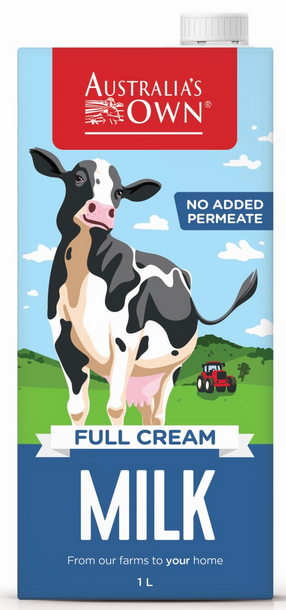 AUSTRALIA'S
OWN®
NO ADDED
PERMEATE
FULL CREAM
MILK
From our farms to your home
1 L